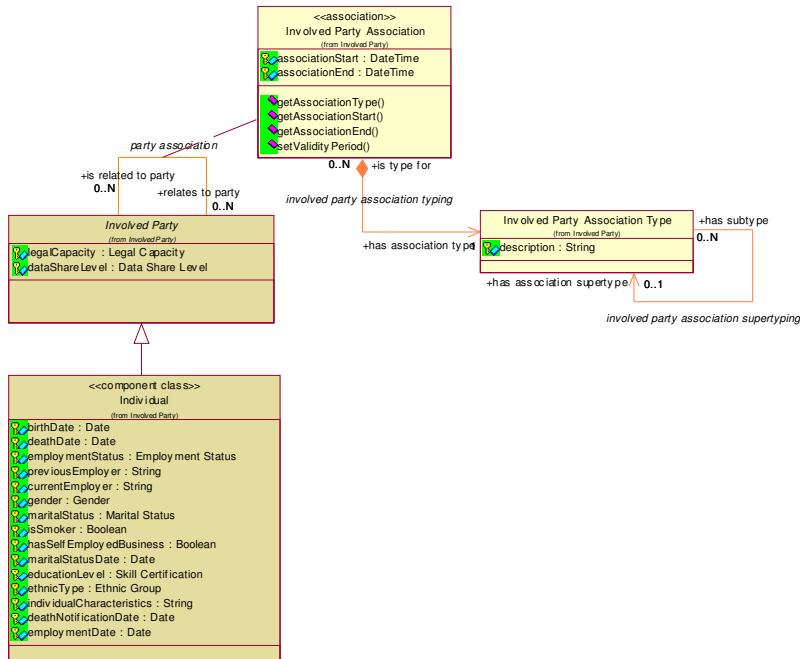 <<association>>
Involved Party Association
(from Involved Party)
associationStart : DateTime
associationEnd : DateTime
getAssociationType()
getAssociationStart()
getAssociationEnd()
setValidityPeriod()
party association
+is related to party
0..N
+relates to party
0..N
0..N
+is type for
involved party association typing
+has association type
1
Involved Party
(from Involved Party)
legalCapacity : Legal Capacity
dataShareLevel : Data Share Level
Involved Party Association Type
(from Involved Party)
description : String
+has subtype
0..N
+has association supertype
0..1
involved party association supertyping
<<component class>>
Individual
(from Involved Party)
birthDate : Date
deathDate : Date
employmentStatus : Employment Status
previousEmployer : String
currentEmployer : String
gender : Gender
maritalStatus : Marital Status
isSmoker : Boolean
hasSelfEmployedBusiness : Boolean
maritalStatusDate : Date
educationLevel : Skill Certification
ethnicType : Ethnic Group
individualCharacteristics : String
deathNotificationDate : Date
employmentDate : Date